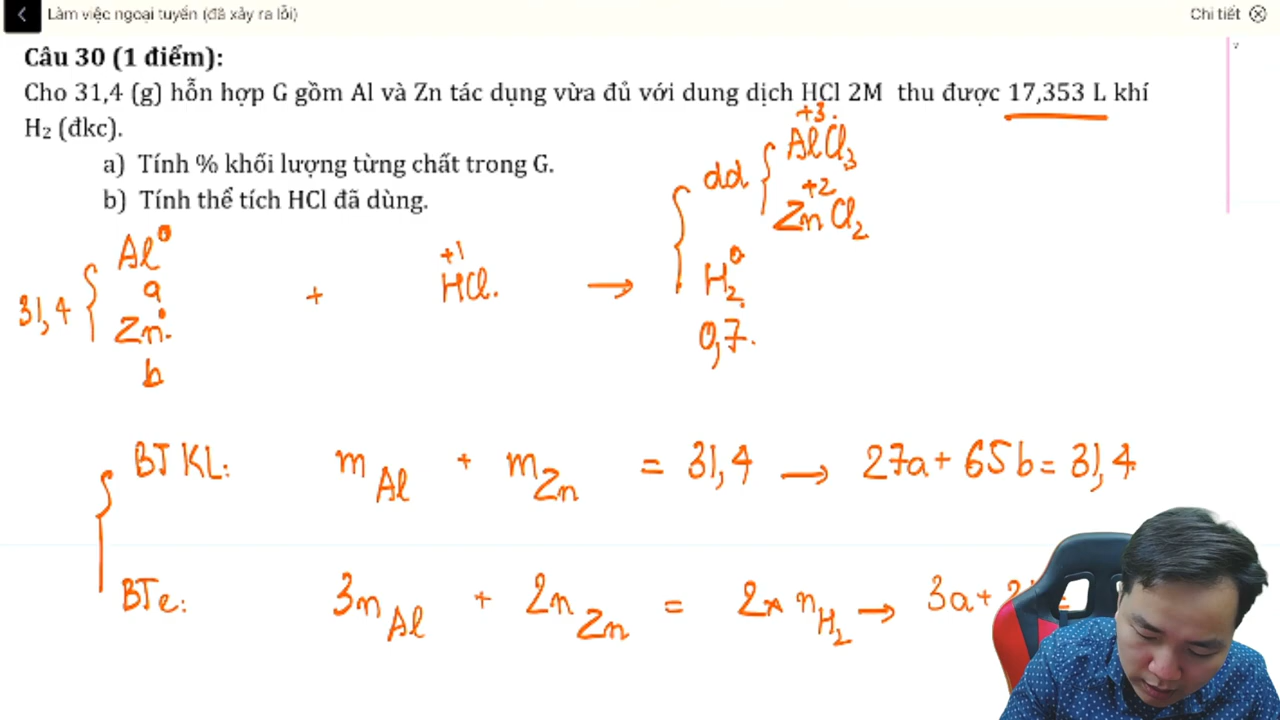 Làm việc ngoại tuyến (đã xảy ra lỗi)
Chi tiết
Câu 30 (1 điểm):
Cho 31,4 (g) hỗn hợp G gồm Al và Zn tác dụng vừa đủ với dung dịch HCl 2M thu được 17,353 L khí
H₂ (đkc).
a) Tính % khối lượng từng chất trong G.
b) Tính thể tích HCl đã dùng.
+3
dd { AlCl₃
+2
ZnCl₂
31,4 { Al⁰
a
Zn⁰
b
+
+1
HCl.
→
H₂⁰
0,7.
BTKL: m Al + m Zn = 31,4 → 27a + 65b = 31,4
BTe: 3n Al + 2n Zn = 2 × n H₂ → 3a +